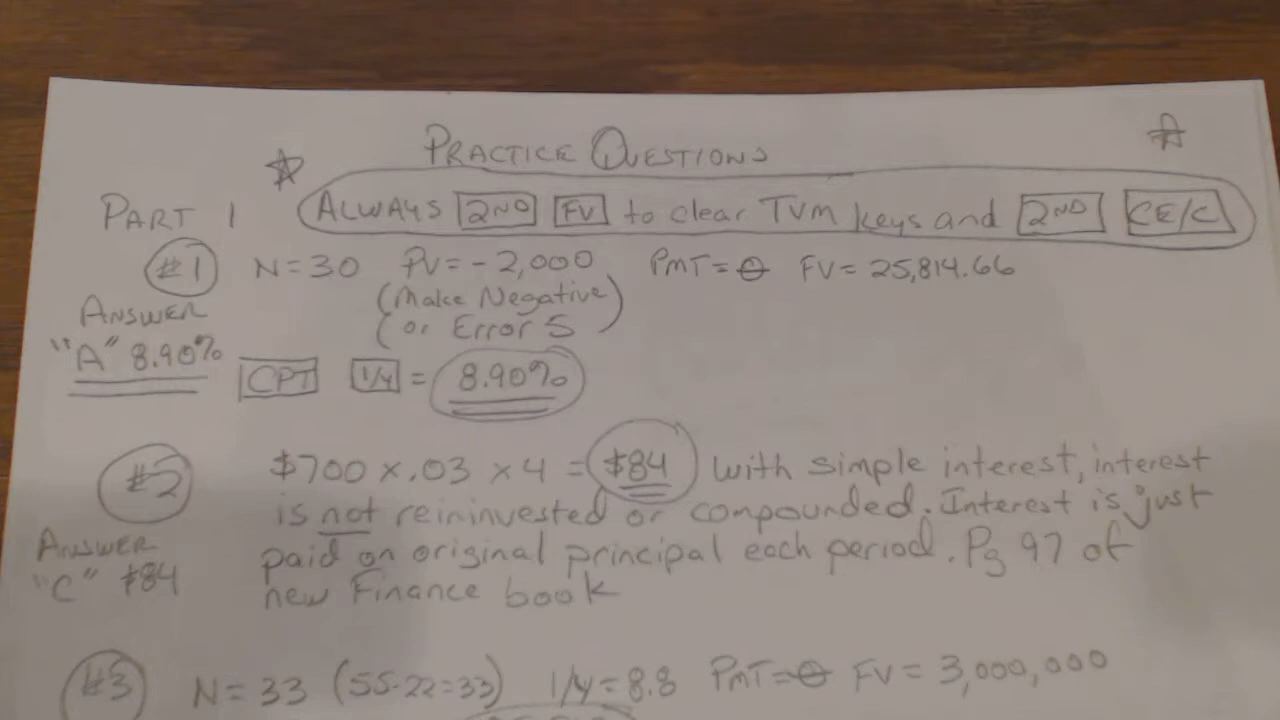 PRACTICE QUESTIONS
PART 1 ALWAYS 2ND FV to clear TVM keys and 2ND CE/C
#1 N=30 PV=-2,000 PMT=0 FV=25,814.66
(Make Negative)
ANSWER (or Error 5)
"A" 8.90% CPT I/Y = 8.90%
#2 $700 x .03 x 4 = $84 with simple interest, interest
is not reininvested or compounded. Interest is just
ANSWER paid on original principal each period. Pg 97 of
"C" $84 new Finance book
#3 N=33 (55-22=33) I/Y=8.8 PMT=0 FV=3,000,000